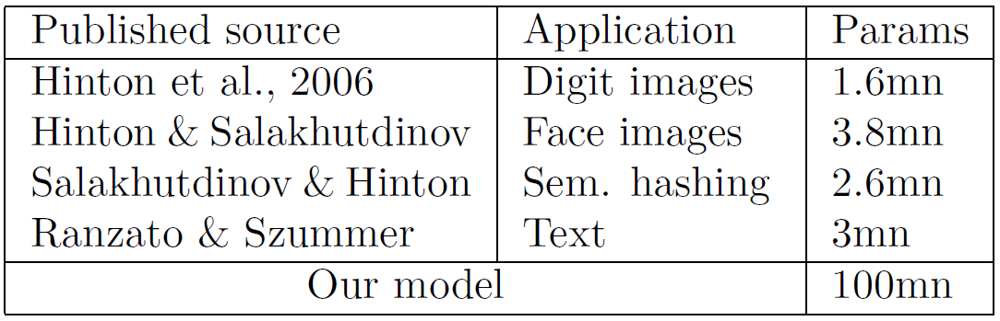 Published source Application Params
Hinton et al., 2006 Digit images 1.6mn
Hinton & Salakhutdinov Face images 3.8mn
Salakhutdinov & Hinton Sem. hashing 2.6mn
Ranzato & Szummer Text 3mn
Our model 100mn